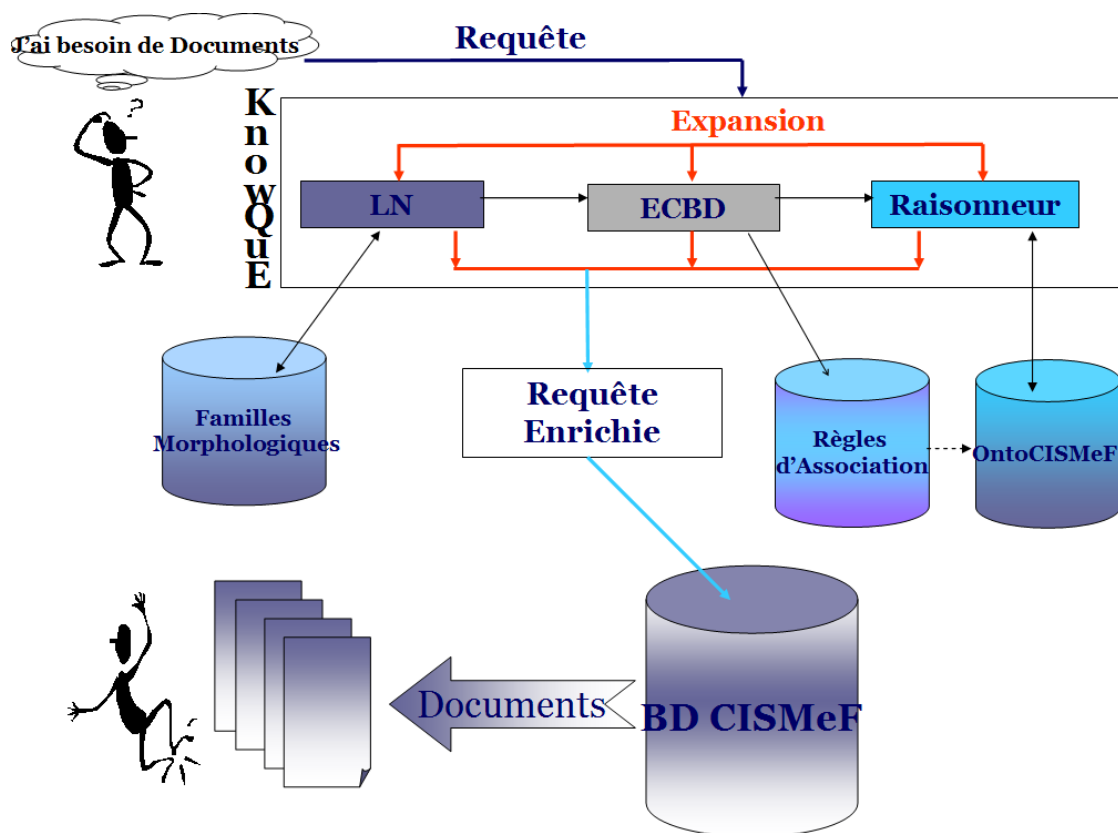 J'ai besoin de Documents
Requête
?
KnowQuE
Expansion
LN
ECBD
Raisonneur
Familles
Morphologiques
Requête
Enrichie
Règles
d'Association
OntoCISMeF
Documents
BD CISMeF